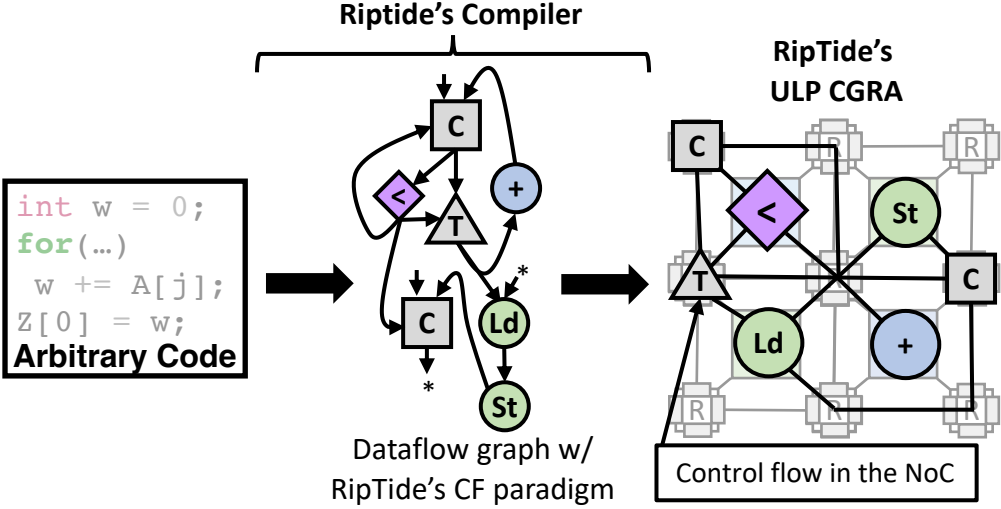 Riptide’s Compiler
RipTide’s
ULP CGRA
int w = 0;
for(…)
w += A[j];
Z[0] = w;
Arbitrary Code
C
<
T
+
*
C
Ld
*
St
Dataflow graph w/
RipTide’s CF paradigm
C
R
R
<
St
T
C
Ld
+
R
R
R
Control flow in the NoC